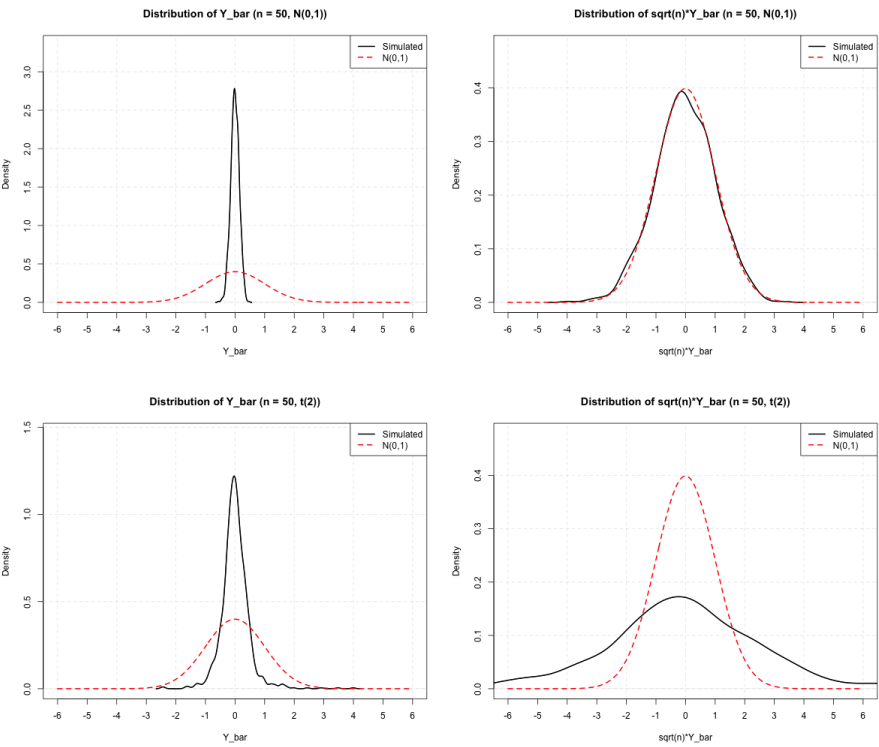 Distribution of Y_bar (n = 50, N(0,1))
Simulated
N(0,1)
Density
0.0 0.5 1.0 1.5 2.0 2.5 3.0
-6 -5 -4 -3 -2 -1 0 1 2 3 4 5 6
Y_bar
Distribution of sqrt(n)*Y_bar (n = 50, N(0,1))
Simulated
N(0,1)
Density
0.0 0.1 0.2 0.3 0.4
-6 -5 -4 -3 -2 -1 0 1 2 3 4 5 6
sqrt(n)*Y_bar
Distribution of Y_bar (n = 50, t(2))
Simulated
N(0,1)
Density
0.0 0.5 1.0 1.5
-6 -5 -4 -3 -2 -1 0 1 2 3 4 5 6
Y_bar
Distribution of sqrt(n)*Y_bar (n = 50, t(2))
Simulated
N(0,1)
Density
0.0 0.1 0.2 0.3 0.4
-6 -5 -4 -3 -2 -1 0 1 2 3 4 5 6
sqrt(n)*Y_bar